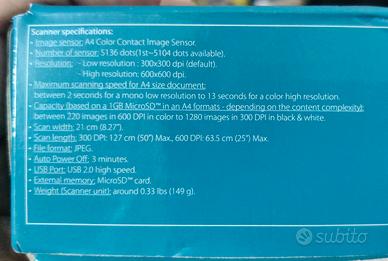 Scanner specifications:
- Image sensor: A4 Color Contact Image Sensor.
- Number of sensor: 5136 dots(1st~5104 dots available).
- Resolution: - Low resolution : 300x300 dpi (default).
- High resolution: 600x600 dpi.
- Maximum scanning speed for A4 size document:
between 2 seconds for a mono low resolution to 13 seconds for a color high resolution.
- Capacity (based on a 1GB MicroSD™ in an A4 formats - depending on the content complexity):
between 220 images in 600 DPI in color to 1280 images in 300 DPI in black & white.
- Scan width: 21 cm (8.27").
- Scan length: 300 DPI: 127 cm (50") Max., 600 DPI: 63.5 cm (25") Max.
- File format: JPEG.
- Auto Power Off: 3 minutes.
- USB Port: USB 2.0 high speed.
- External memory: MicroSD™ card.
- Weight (Scanner unit): around 0.33 lbs (149 g).
subito